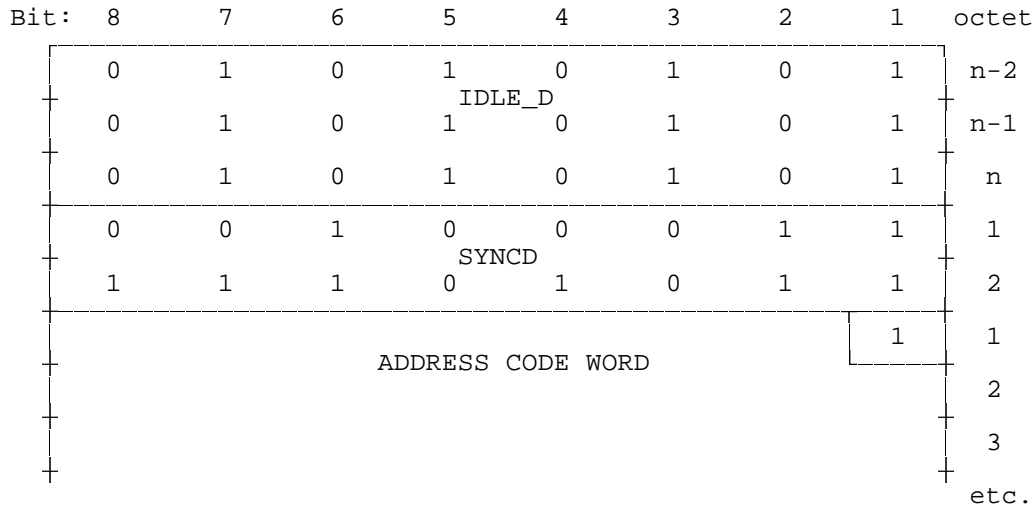 Bit: 8 7 6 5 4 3 2 1 octet
0 1 0 1 0 1 0 1 n-2
IDLE_D
0 1 0 1 0 1 0 1 n-1
0 1 0 1 0 1 0 1 n
0 0 1 0 0 0 1 1 1
SYNCD
1 1 1 0 1 0 1 1 2
1 1
ADDRESS CODE WORD
2
3
etc.